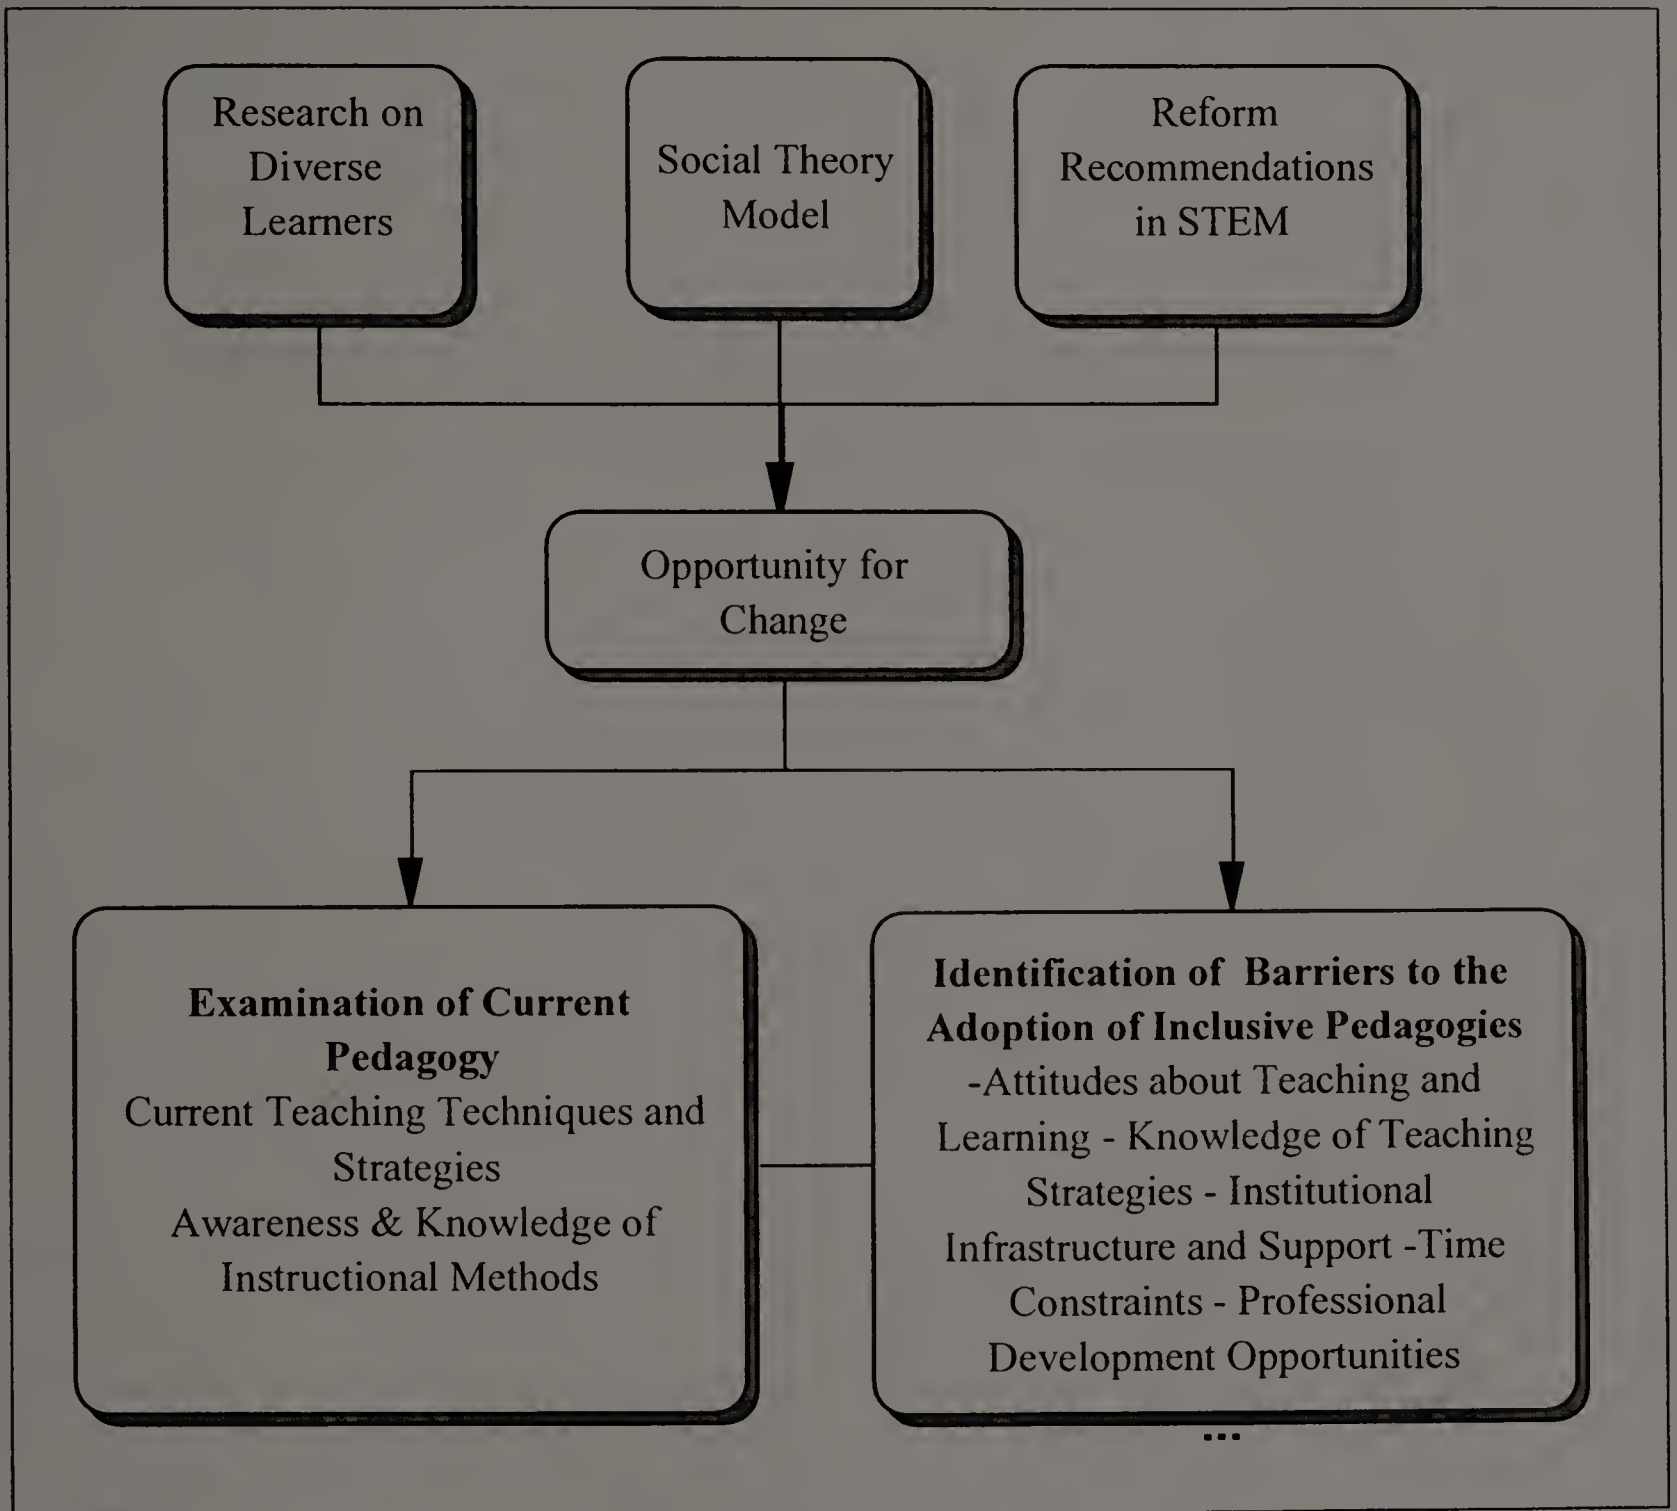 Research on
Diverse
Learners
Social Theory
Model
Reform
Recommendations
in STEM
Opportunity for
Change
Examination of Current
Pedagogy
Current Teaching Techniques and
Strategies
Awareness & Knowledge of
Instructional Methods
Identification of Barriers to the
Adoption of Inclusive Pedagogies
-Attitudes about Teaching and
Learning - Knowledge of Teaching
Strategies - Institutional
Infrastructure and Support -Time
Constraints - Professional
Development Opportunities
...